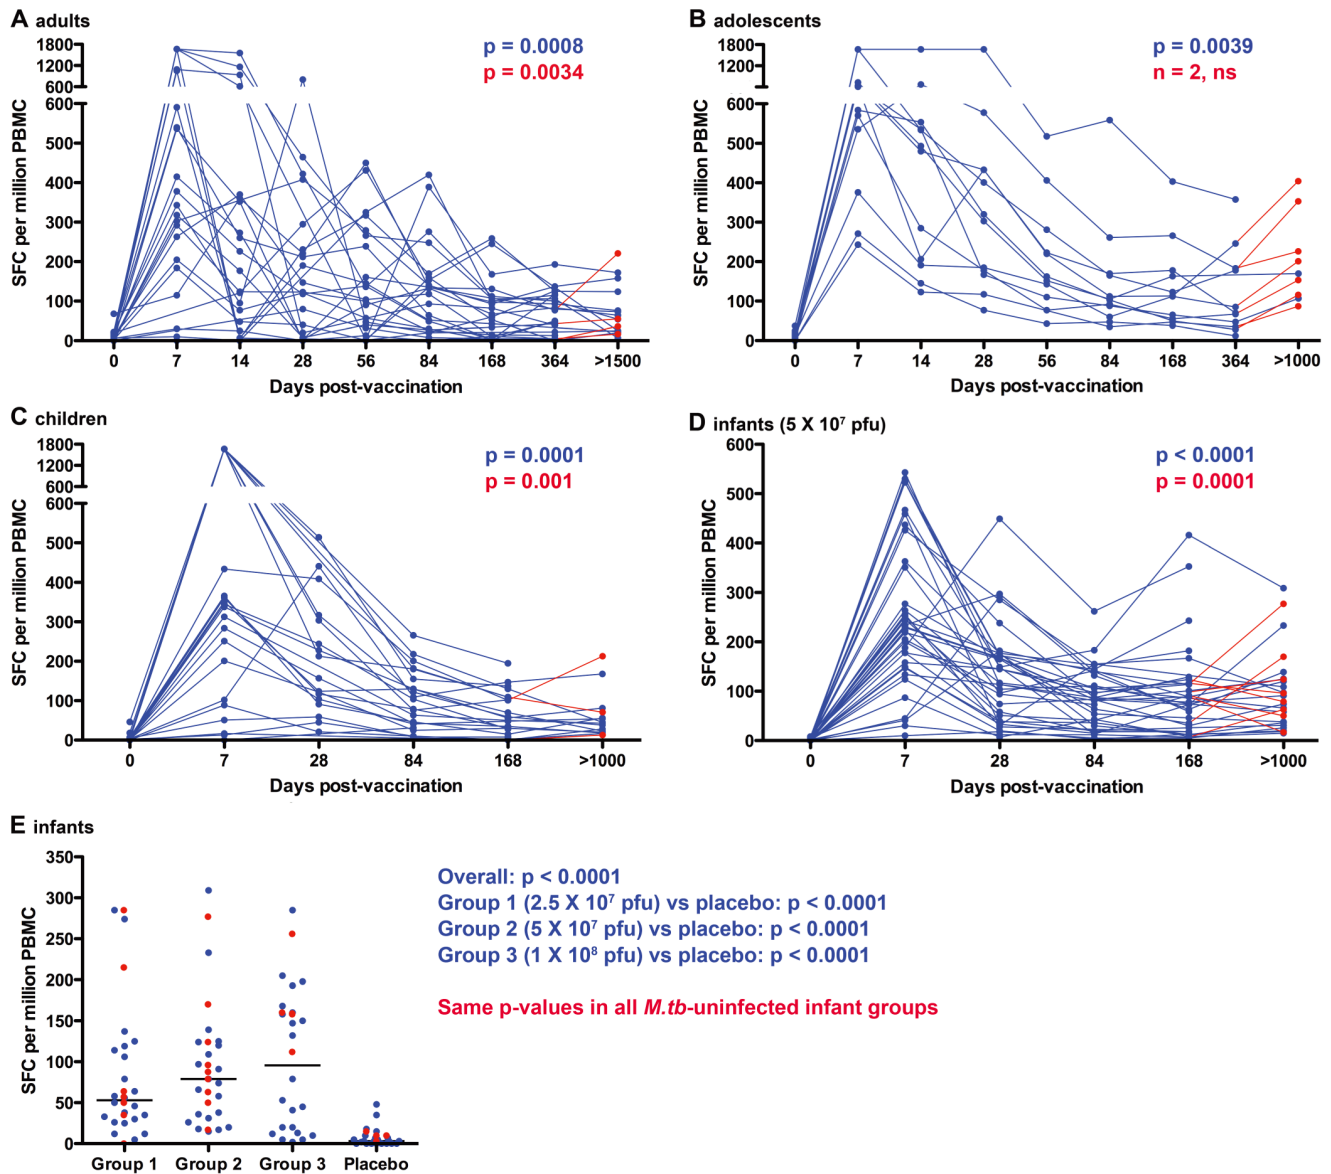 A adults
p = 0.0008
p = 0.0034
SFC per million PBMC
1800
1200
600
600
500
400
300
200
100
0
0 7 14 28 56 84 168 364 >1500
Days post-vaccination
B adolescents
p = 0.0039
n = 2, ns
SFC per million PBMC
1800
1200
600
600
500
400
300
200
100
0
0 7 14 28 56 84 168 364 >1000
Days post-vaccination
C children
p = 0.0001
p = 0.001
SFC per million PBMC
1800
1200
600
600
500
400
300
200
100
0
0 7 28 84 168 >1000
Days post-vaccination
D infants (5 X 10⁷ pfu)
p < 0.0001
p = 0.0001
SFC per million PBMC
600
500
400
300
200
100
0
0 7 28 84 168 >1000
Days post-vaccination
E infants
SFC per million PBMC
350
300
250
200
150
100
50
0
Group 1 Group 2 Group 3 Placebo
Overall: p < 0.0001
Group 1 (2.5 X 10⁷ pfu) vs placebo: p < 0.0001
Group 2 (5 X 10⁷ pfu) vs placebo: p < 0.0001
Group 3 (1 X 10⁸ pfu) vs placebo: p < 0.0001
Same p-values in all M.tb-uninfected infant groups